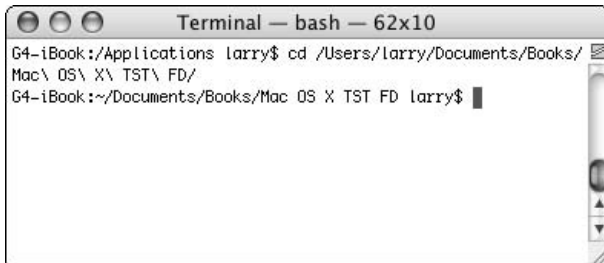 Terminal — bash — 62x10
G4-iBook:/Applications larry$ cd /Users/larry/Documents/Books/
Mac\ OS\ X\ TST\ FD/
G4-iBook:~/Documents/Books/Mac OS X TST FD larry$